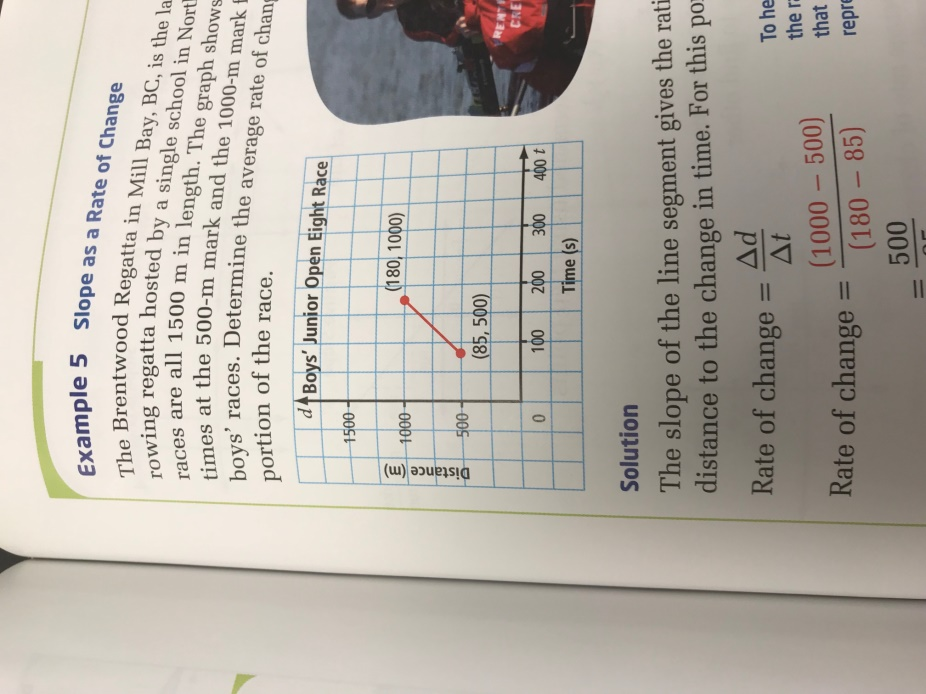 Example 5 Slope as a Rate of Change
The Brentwood Regatta in Mill Bay, BC, is the la
rowing regatta hosted by a single school in Nort
races are all 1500 m in length. The graph shows
times at the 500-m mark and the 1000-m mark f
boys' races. Determine the average rate of chang
portion of the race.
d Boys' Junior Open Eight Race
1500
1000
500
Distance (m)
(180, 1000)
(85, 500)
0 100 200 300 400 t
Time (s)
CREW
Solution
The slope of the line segment gives the rati
distance to the change in time. For this po
Rate of change = Δd/Δt
Rate of change = (1000 − 500)/(180 − 85)
= 500
To he
the ra
that
repre